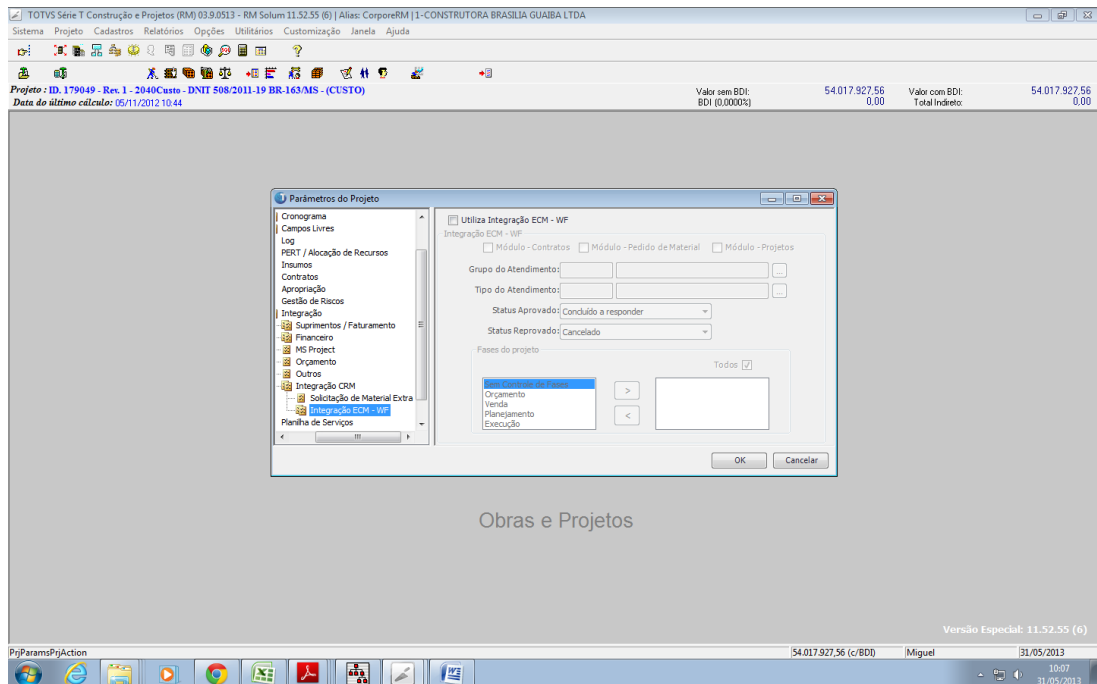 TOTVS Série T Construção e Projetos (RM) 03.9.0513 - RM Solum 11.52.55 (6) | Alias: CorporeRM | 1-CONSTRUTORA BRASILIA GUAIBA LTDA
Sistema Projeto Cadastros Relatórios Opções Utilitários Customização Janela Ajuda
Projeto : ID. 179049 - Rev. 1 - 2040Custo - DNIT 508/2011-19 BR-163/MS - (CUSTO)
Valor sem BDI: 54.017.927,56 Valor com BDI: 54.017.927,56
Data do último cálculo: 05/11/2012 10:44
BDI (0,0000%) 0,00 Total Indireto: 0,00
Parâmetros do Projeto
Cronograma
Campos Livres
Log
PERT / Alocação de Recursos
Insumos
Contratos
Apropriação
Gestão de Riscos
Integração
Suprimentos / Faturamento
Financeiro
MS Project
Orçamento
Outros
Integração CRM
Solicitação de Material Extra
Integração ECM - WF
Planilha de Serviços
Utiliza Integração ECM - WF
Integração ECM - WF
Módulo - Contratos Módulo - Pedido de Material Módulo - Projetos
Grupo do Atendimento: ...
Tipo do Atendimento: ...
Status Aprovado: Concluído a responder
Status Reprovado: Cancelado
Fases do projeto
Todos
Sem Controle de Fases
Orçamento
Venda
Planejamento
Execução
>
<
OK Cancelar
Obras e Projetos
Versão Especial: 11.52.55 (6)
PrjParamsPrjAction 54.017.927,56 (c/BDI) Miguel 31/05/2013
10:07
31/05/2013